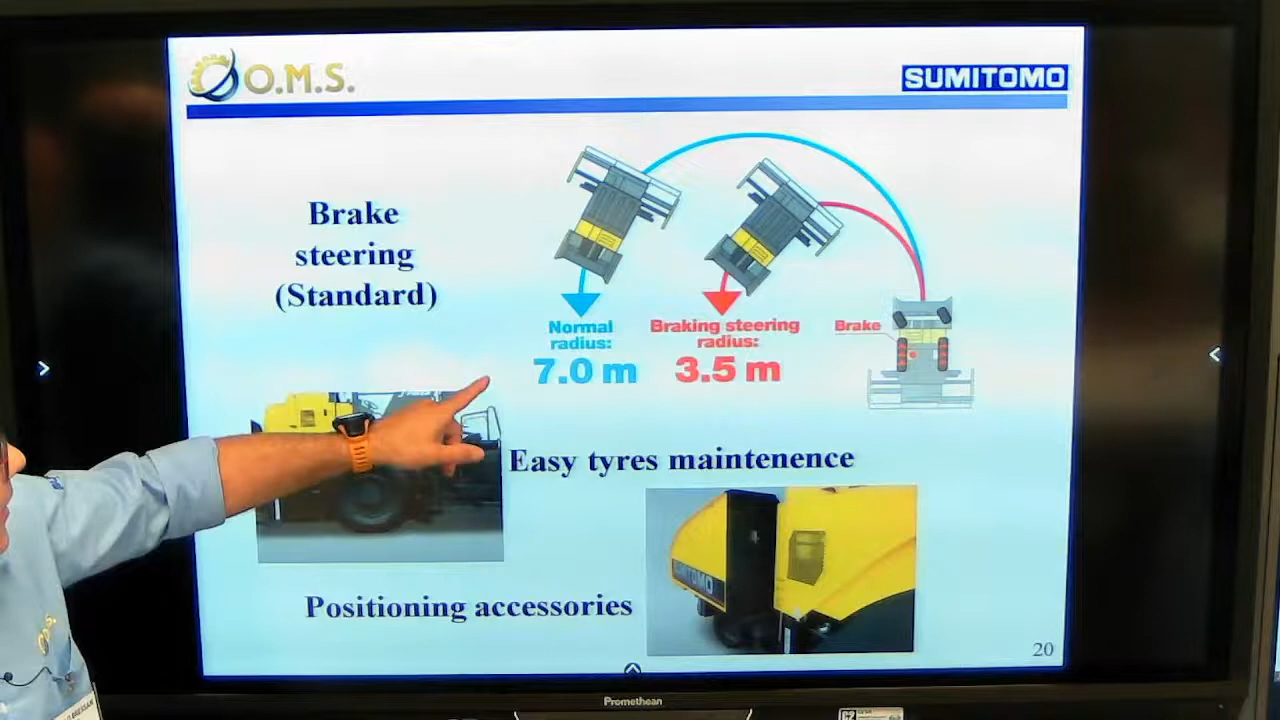 O.M.S.
SUMITOMO
Brake
steering
(Standard)
Normal
radius:
7.0 m
Braking steering
radius:
3.5 m
Brake
Easy tyres maintenence
SUMITOMO
Positioning accessories
20
Promethean
BRESSAN